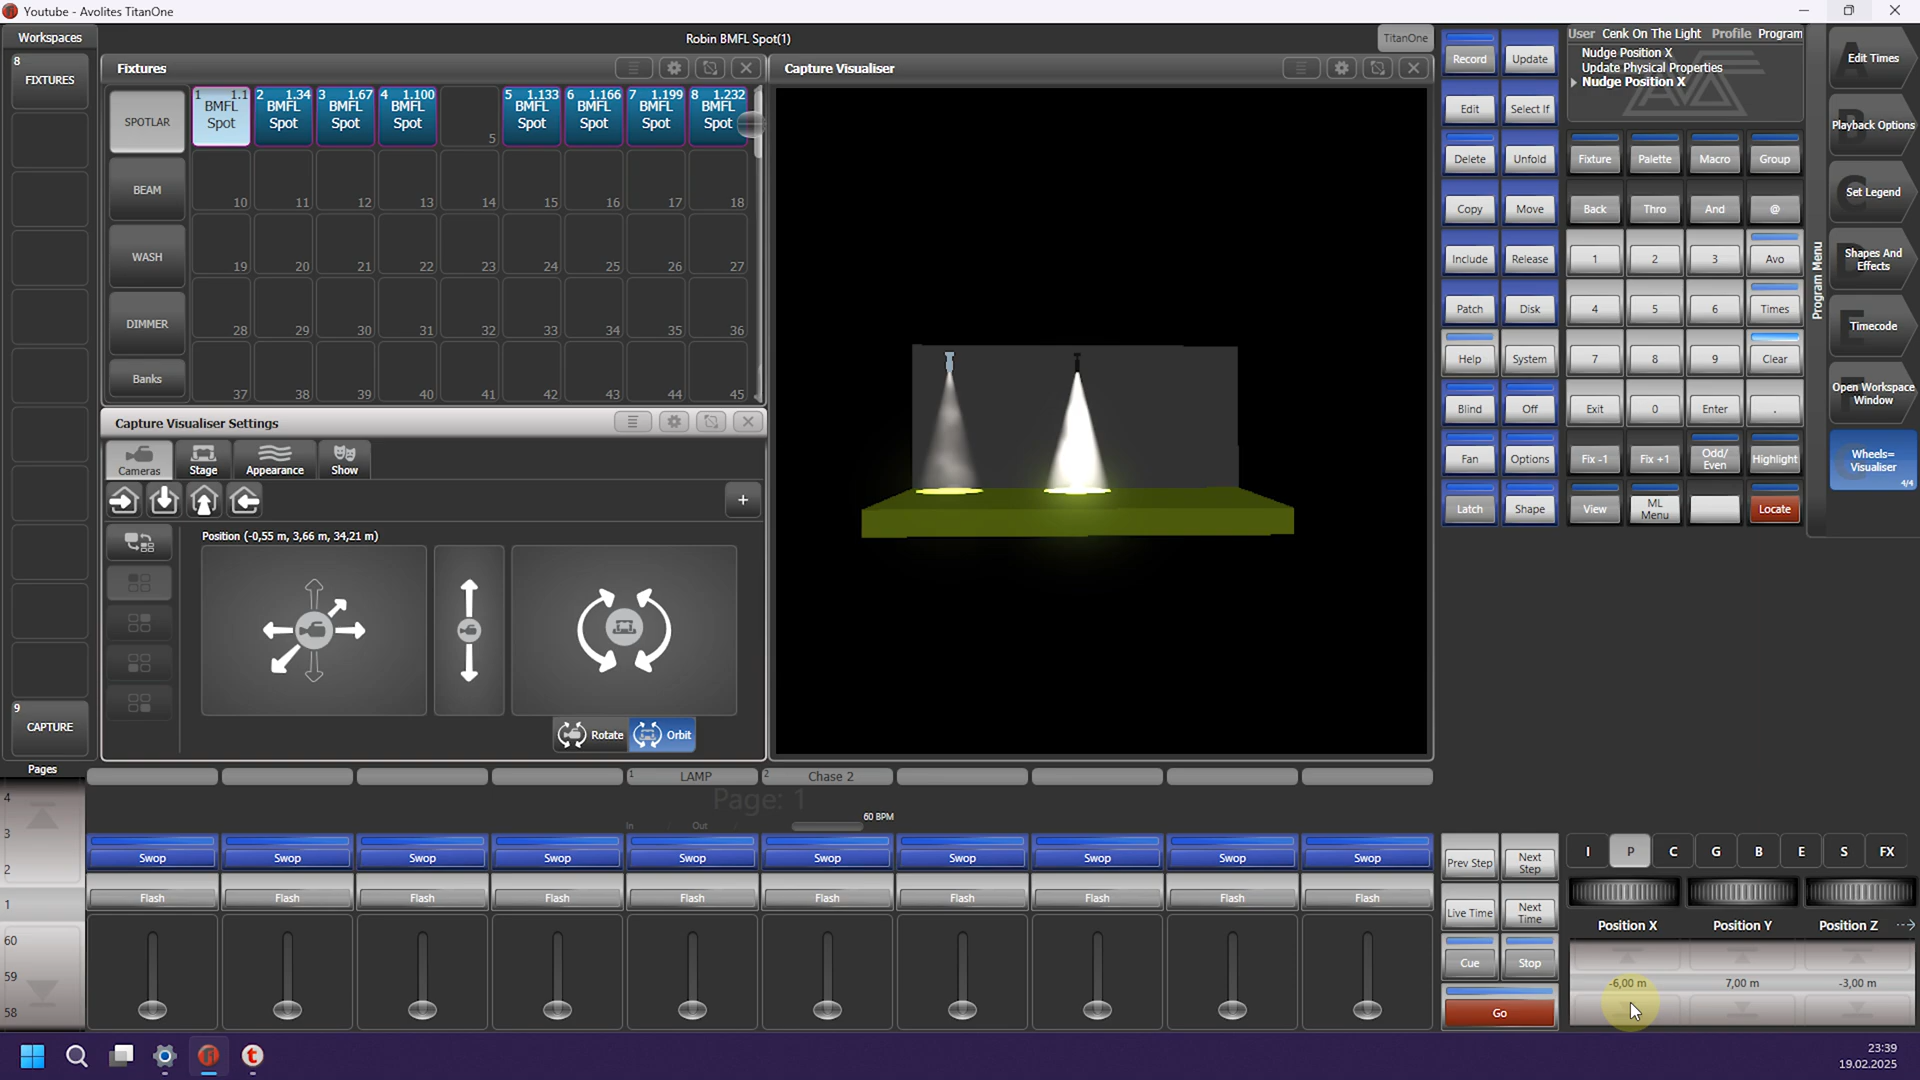 Youtube - Avolites TitanOne
Workspaces
8
FIXTURES
9
CAPTURE
Robin BMFL Spot(1)
TitanOne
Fixtures
SPOTLAR
BEAM
WASH
DIMMER
Banks
1 1.1 BMFL Spot
2 1.34 BMFL Spot
3 1.67 BMFL Spot
4 1.100 BMFL Spot
5
5 1.133 BMFL Spot
6 1.166 BMFL Spot
7 1.199 BMFL Spot
8 1.232 BMFL Spot
10 11 12 13 14 15 16 17 18
19 20 21 22 23 24 25 26 27
28 29 30 31 32 33 34 35 36
37 38 39 40 41 42 43 44 45
Capture Visualiser Settings
Cameras Stage Appearance Show
+
Position (-0,55 m, 3,66 m, 34,21 m)
Rotate Orbit
Capture Visualiser
Record Update
Edit Select If
Delete Unfold
Copy Move
Include Release
Patch Disk
Help System
Blind Off
Fan Options
Latch Shape
User Cenk On The Light Profile Program
Nudge Position X
Update Physical Properties
Nudge Position X
Fixture Palette Macro Group
Back Thro And @
1 2 3 Avo
4 5 6 Times
7 8 9 Clear
Exit 0 Enter .
Fix -1 Fix +1 Odd/ Even Highlight
View ML Menu Locate
Program Menu
A
Edit Times
Playback Options
Set Legend
Shapes And Effects
Timecode
Open Workspace Window
Wheels= Visualiser
4/4
Pages
4
3
2
1
60
59
58
1 LAMP
2 Chase 2
Page: 1
In / Out /
60 BPM
Swop Swop Swop Swop Swop Swop Swop Swop Swop Swop
Flash Flash Flash Flash Flash Flash Flash Flash Flash Flash
Prev Step Next Step
Live Time Next Time
Cue Stop
Go
I P C G B E S FX
Position X Position Y Position Z
-6,00 m 7,00 m -3,00 m
23:39
19.02.2025